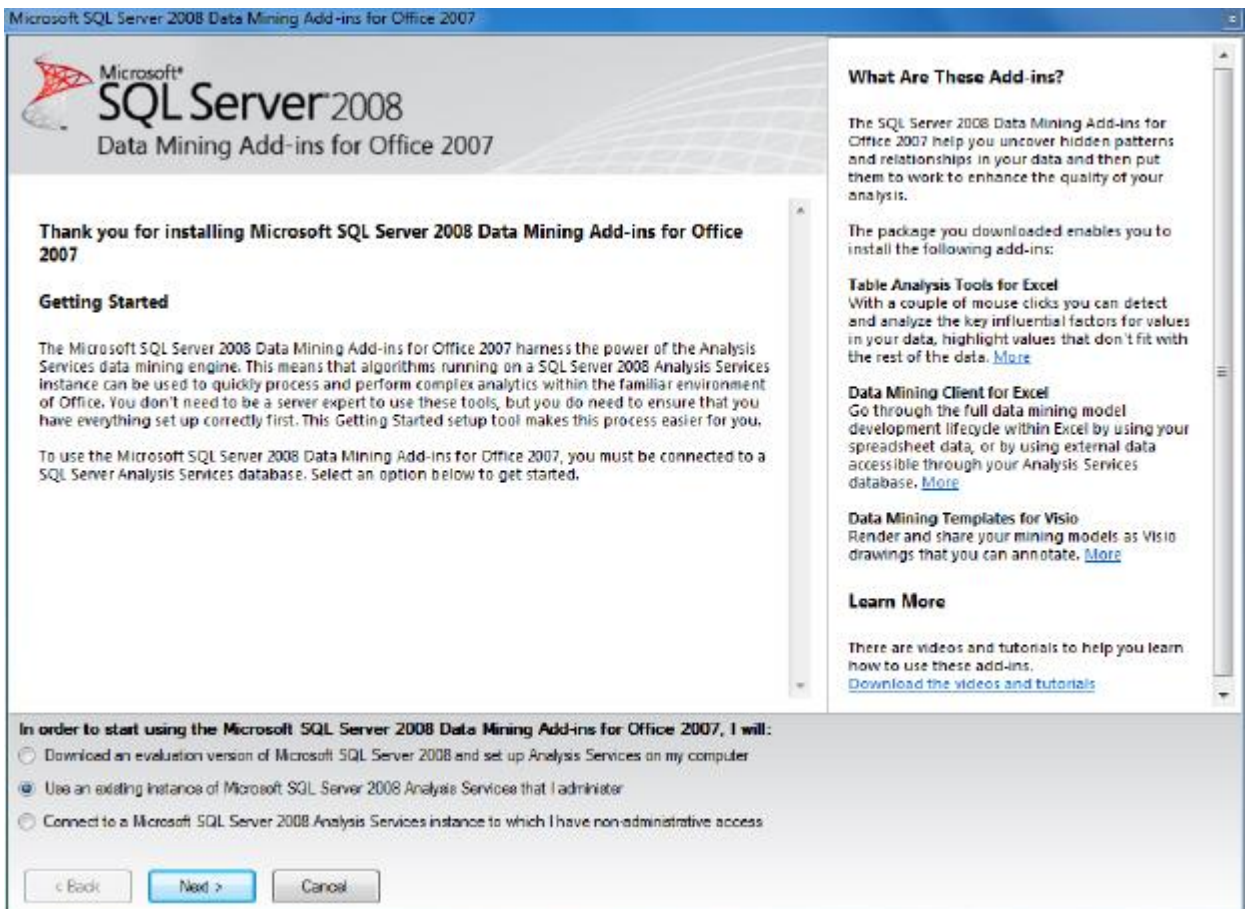 Microsoft SQL Server 2008 Data Mining Add-ins for Office 2007
Microsoft®
SQL Server® 2008
Data Mining Add-ins for Office 2007
Thank you for installing Microsoft SQL Server 2008 Data Mining Add-ins for Office
2007
Getting Started
The Microsoft SQL Server 2008 Data Mining Add-ins for Office 2007 harness the power of the Analysis
Services data mining engine. This means that algorithms running on a SQL Server 2008 Analysis Services
instance can be used to quickly process and perform complex analytics within the familiar environment
of Office. You don't need to be a server expert to use these tools, but you do need to ensure that you
have everything set up correctly first. This Getting Started setup tool makes this process easier for you.
To use the Microsoft SQL Server 2008 Data Mining Add-ins for Office 2007, you must be connected to a
SQL Server Analysis Services database. Select an option below to get started.
What Are These Add-ins?
The SQL Server 2008 Data Mining Add-ins for
Office 2007 help you uncover hidden patterns
and relationships in your data and then put
them to work to enhance the quality of your
analysis.
The package you downloaded enables you to
install the following add-ins:
Table Analysis Tools for Excel
With a couple of mouse clicks you can detect
and analyze the key influential factors for values
in your data, highlight values that don't fit with
the rest of the data. More
Data Mining Client for Excel
Go through the full data mining model
development lifecycle within Excel by using your
spreadsheet data, or by using external data
accessible through your Analysis Services
database. More
Data Mining Templates for Visio
Render and share your mining models as Visio
drawings that you can annotate. More
Learn More
There are videos and tutorials to help you learn
how to use these add-ins.
Download the videos and tutorials
In order to start using the Microsoft SQL Server 2008 Data Mining Add-ins for Office 2007, I will:
Download an evaluation version of Microsoft SQL Server 2008 and set up Analysis Services on my computer
Use an existing instance of Microsoft SQL Server 2008 Analysis Services that I administer
Connect to a Microsoft SQL Server 2008 Analysis Services instance to which I have non-administrative access
< Back
Next >
Cancel